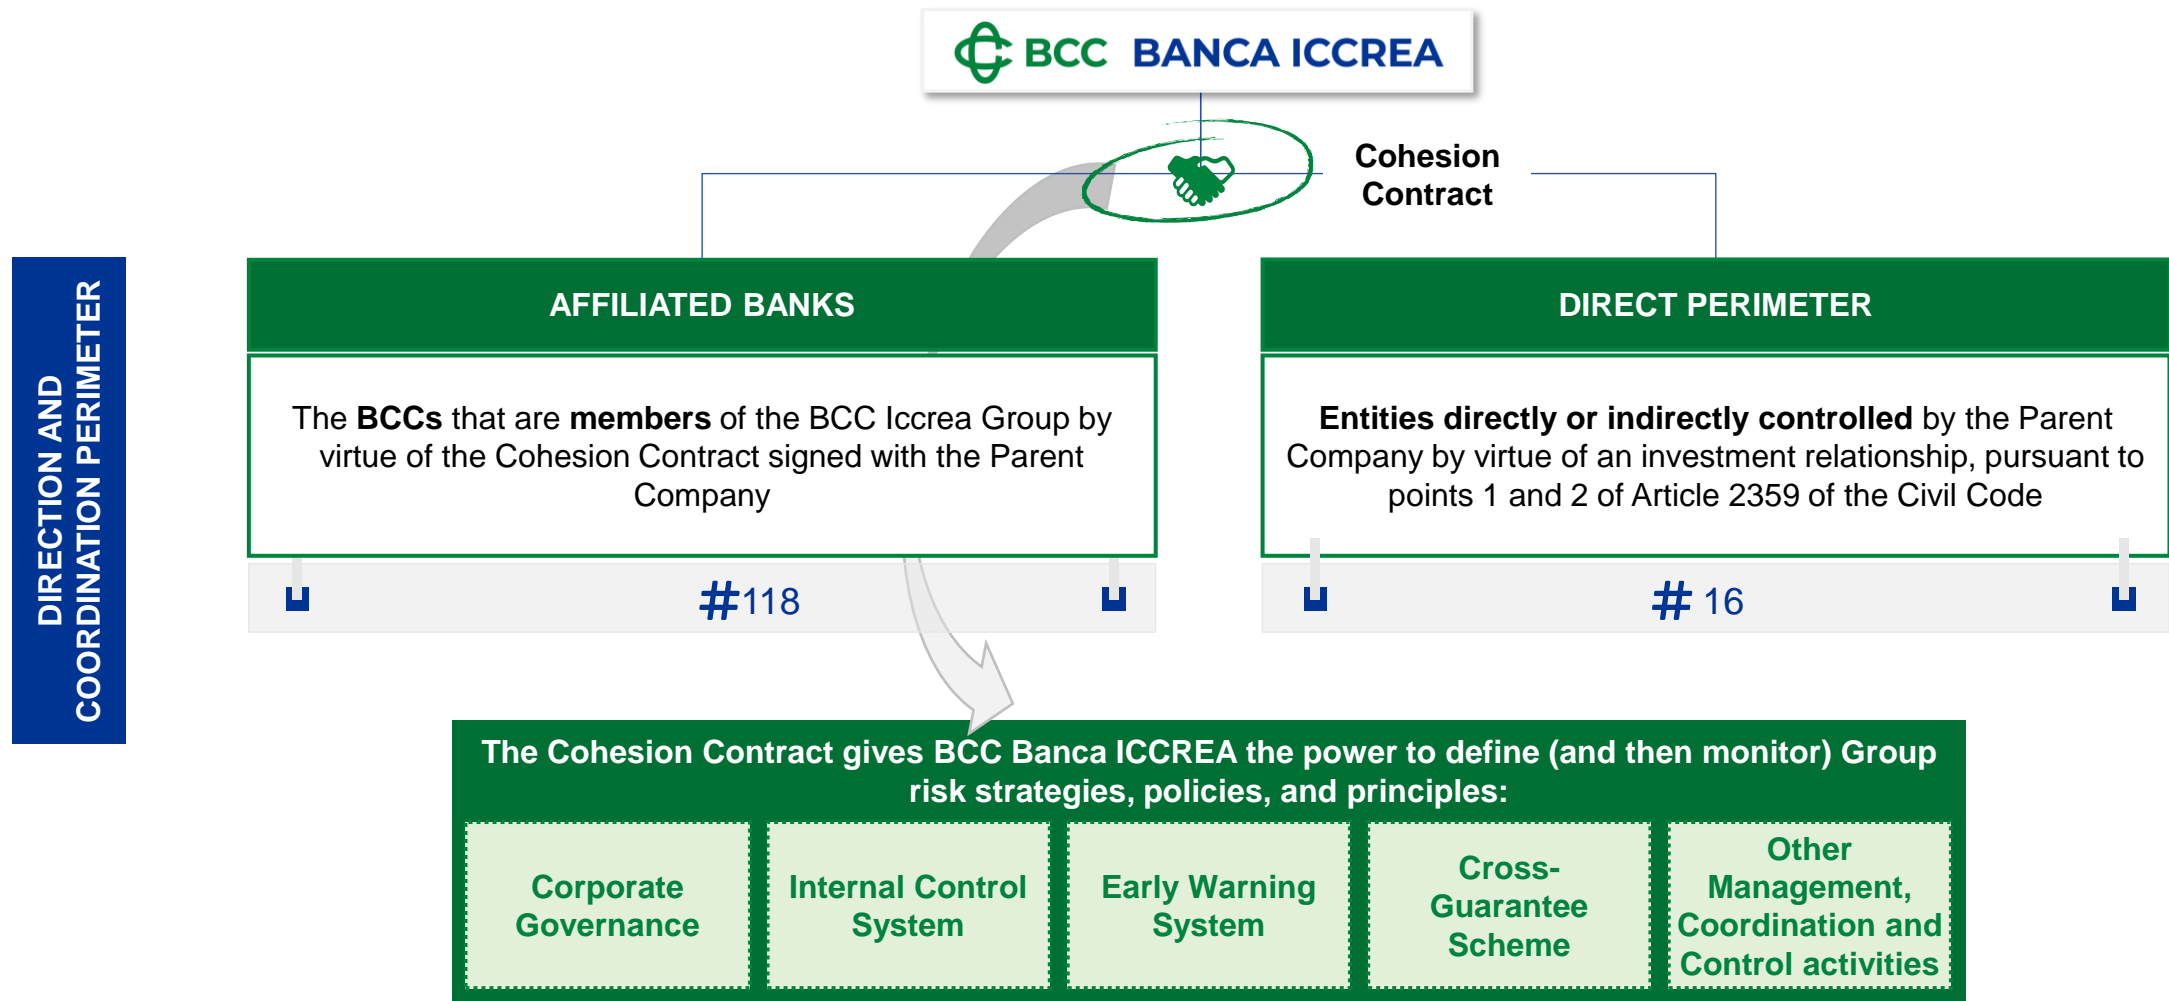 BCC BANCA ICCREA
Cohesion
Contract
DIRECTION AND
COORDINATION PERIMETER
AFFILIATED BANKS
The BCCs that are members of the BCC Iccrea Group by
virtue of the Cohesion Contract signed with the Parent
Company
#118
DIRECT PERIMETER
Entities directly or indirectly controlled by the Parent
Company by virtue of an investment relationship, pursuant to
points 1 and 2 of Article 2359 of the Civil Code
# 16
The Cohesion Contract gives BCC Banca ICCREA the power to define (and then monitor) Group
risk strategies, policies, and principles:
Corporate
Governance
Internal Control
System
Early Warning
System
Cross-
Guarantee
Scheme
Other
Management,
Coordination and
Control activities